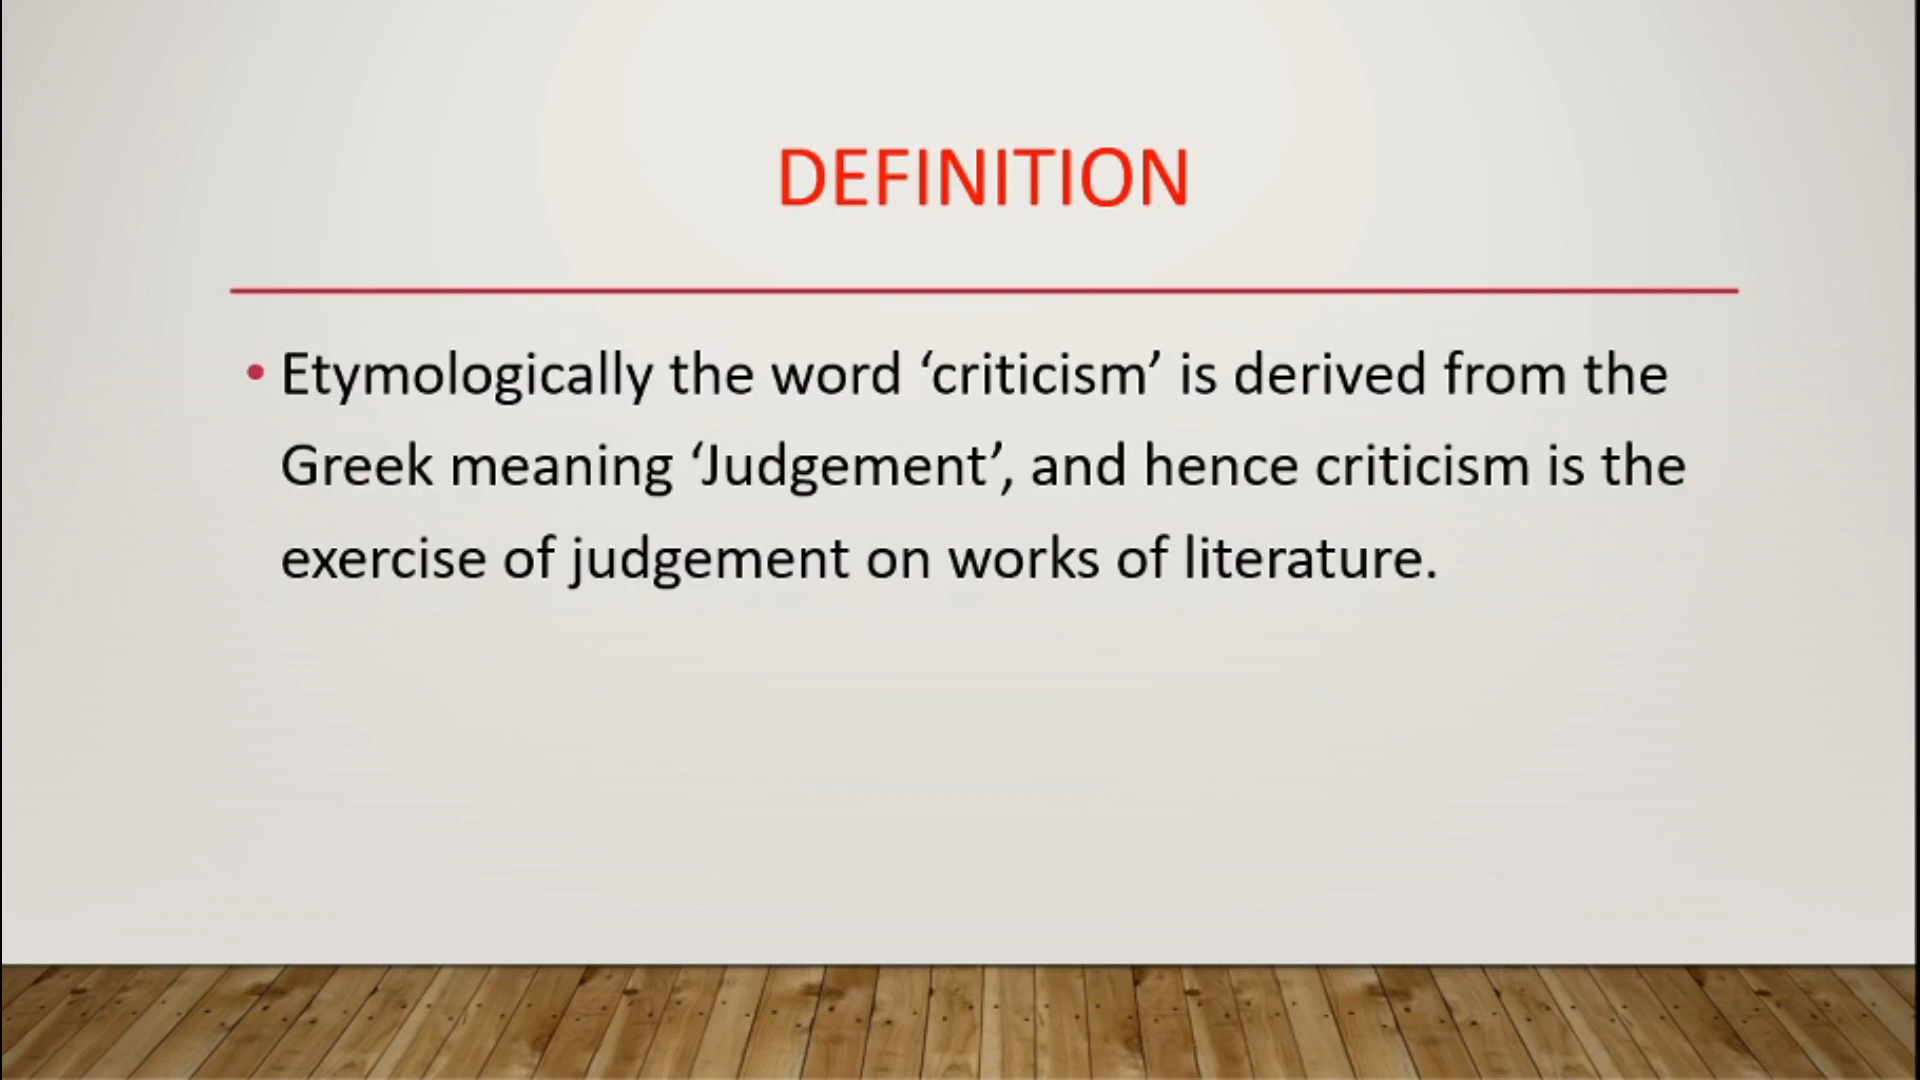 DEFINITION
• Etymologically the word ‘criticism’ is derived from the
Greek meaning ‘Judgement’, and hence criticism is the
exercise of judgement on works of literature.